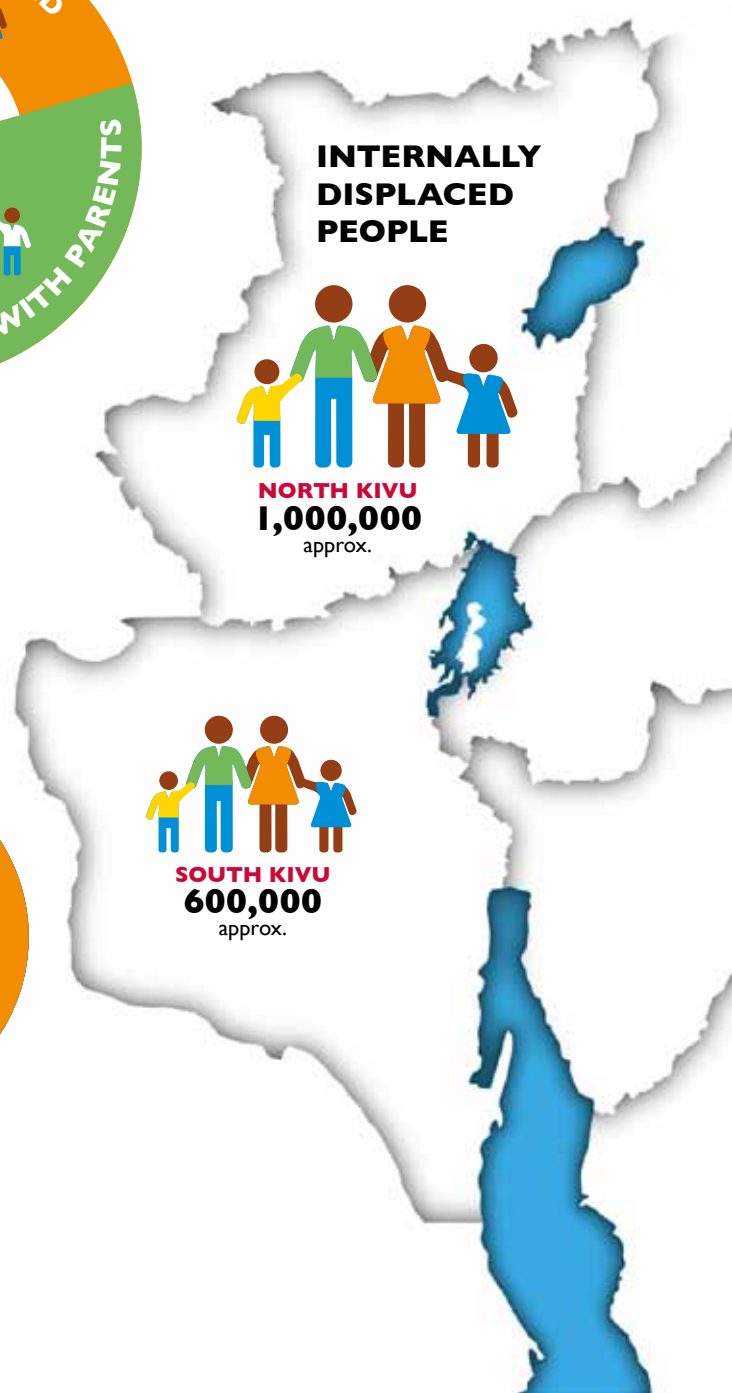 WITH PARENTS
INTERNALLY
DISPLACED
PEOPLE
NORTH KIVU
1,000,000
approx.
SOUTH KIVU
600,000
approx.